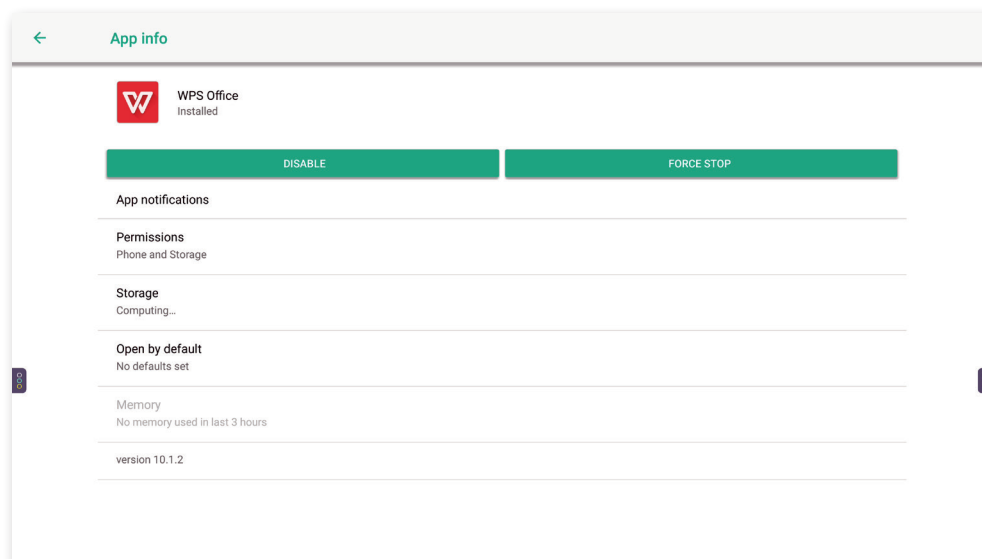 App info
WPS Office
Installed
DISABLE
FORCE STOP
App notifications
Permissions
Phone and Storage
Storage
Computing...
Open by default
No defaults set
Memory
No memory used in last 3 hours
version 10.1.2